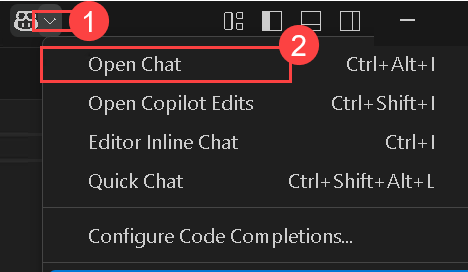 1
2
Open Chat Ctrl+Alt+I
Open Copilot Edits Ctrl+Shift+I
Editor Inline Chat Ctrl+I
Quick Chat Ctrl+Shift+Alt+L
Configure Code Completions...